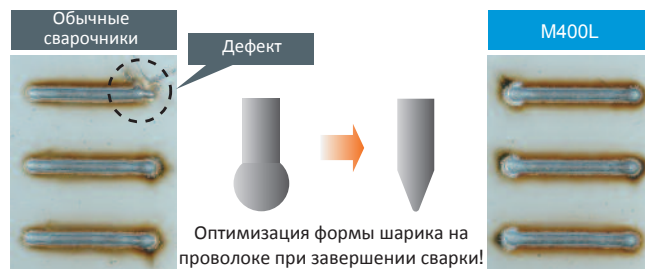 Обычные
сварочники
Дефект
M400L
Оптимизация формы шарика на
проволоке при завершении сварки!